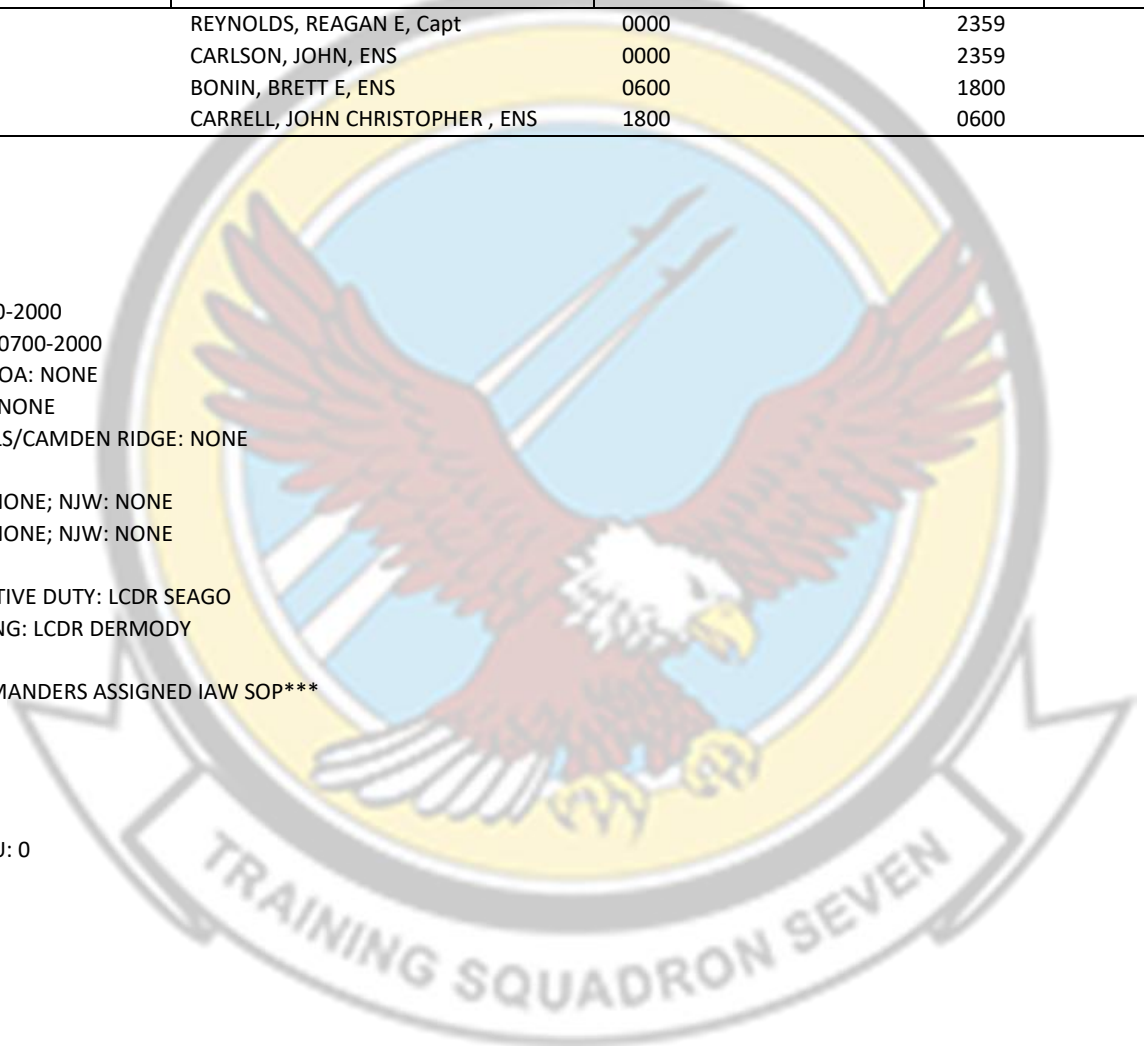 REYNOLDS, REAGAN E, Capt 0000 2359
CARLSON, JOHN, ENS 0000 2359
BONIN, BRETT E, ENS 0600 1800
CARRELL, JOHN CHRISTOPHER , ENS 1800 0600
0-2000
0700-2000
OA: NONE
NONE
LS/CAMDEN RIDGE: NONE
NONE; NJW: NONE
NONE; NJW: NONE
TIVE DUTY: LCDR SEAGO
NG: LCDR DERMODY
MANDERS ASSIGNED IAW SOP***
J: 0
TRAINING SQUADRON SEVEN